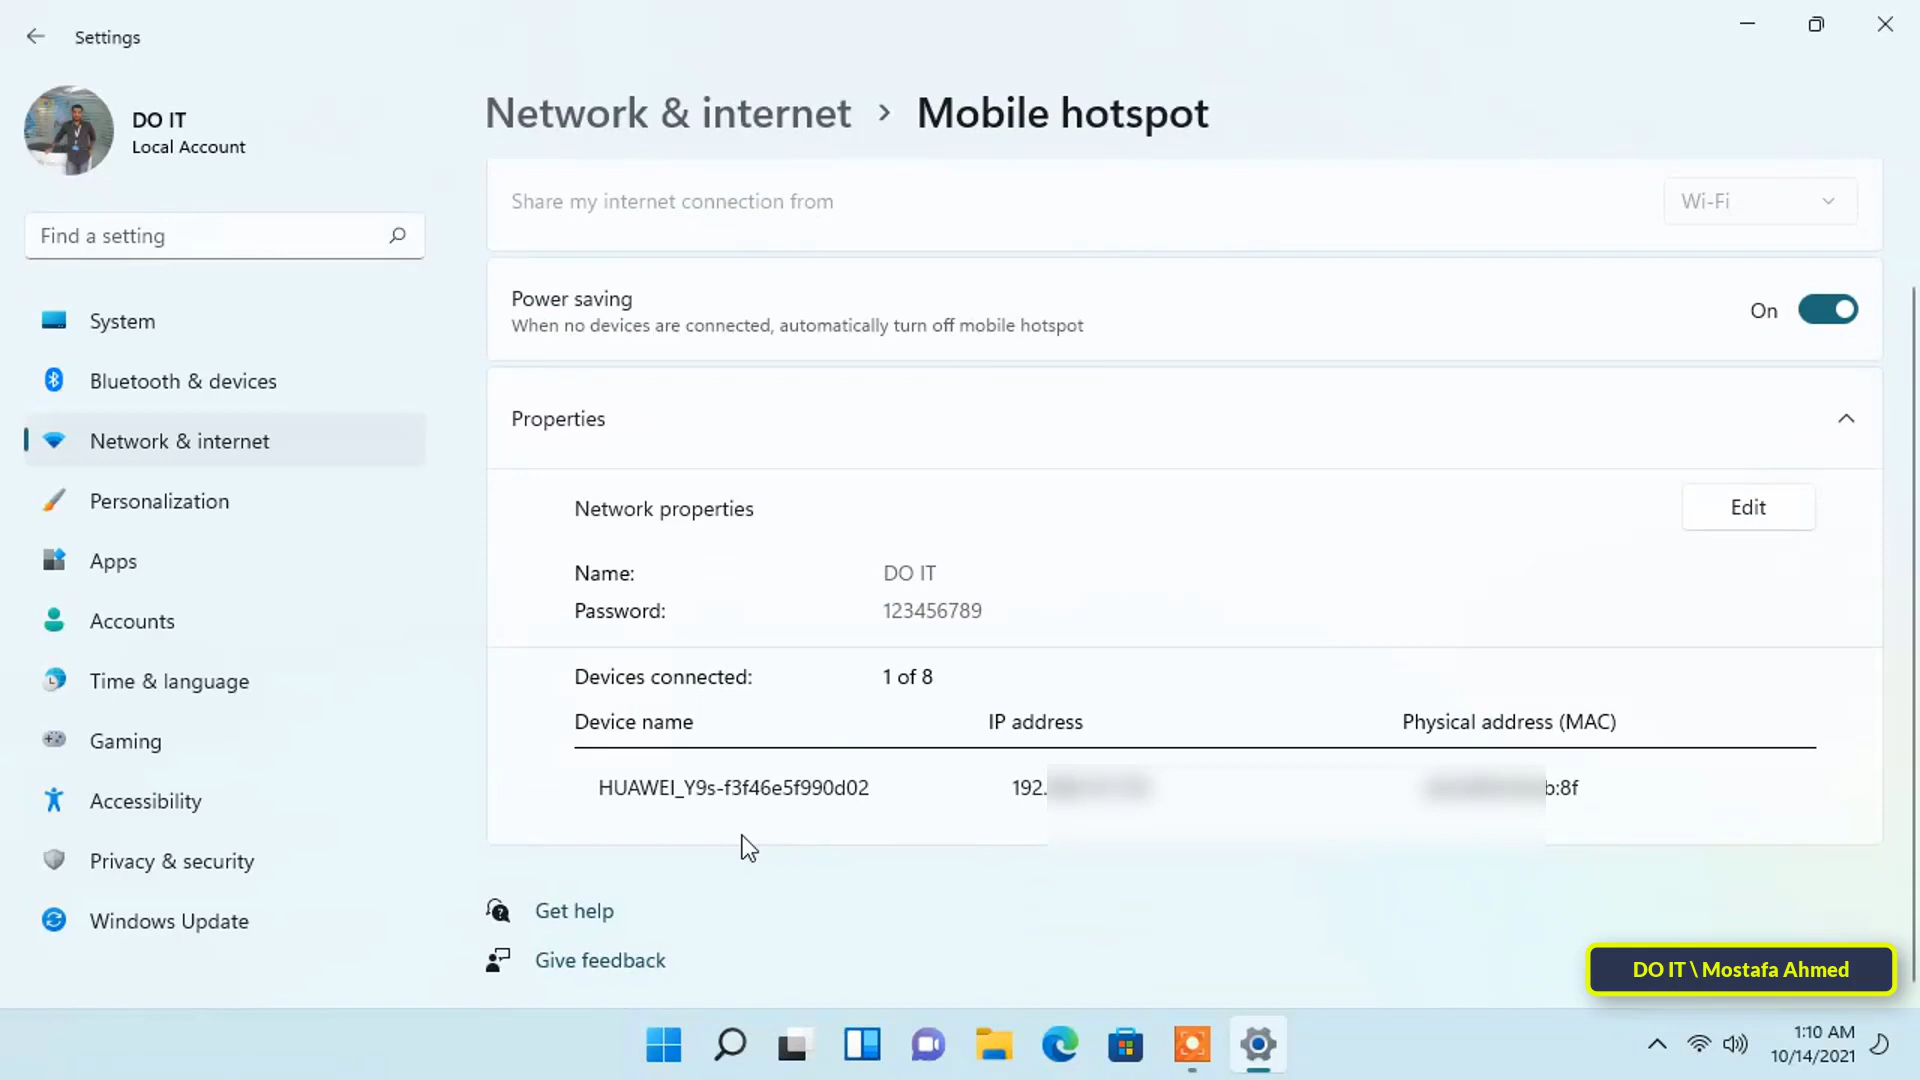 Settings
DO IT
Local Account
Find a setting
System
Bluetooth & devices
Network & internet
Personalization
Apps
Accounts
Time & language
Gaming
Accessibility
Privacy & security
Windows Update
Network & internet > Mobile hotspot
Share my internet connection from Wi-Fi
Power saving
When no devices are connected, automatically turn off mobile hotspot
On
Properties
Network properties
Edit
Name: DO IT
Password: 123456789
Devices connected: 1 of 8
Device name IP address Physical address (MAC)
HUAWEI_Y9s-f3f46e5f990d02 192. b:8f
Get help
Give feedback
DO IT \ Mostafa Ahmed
1:10 AM
10/14/2021